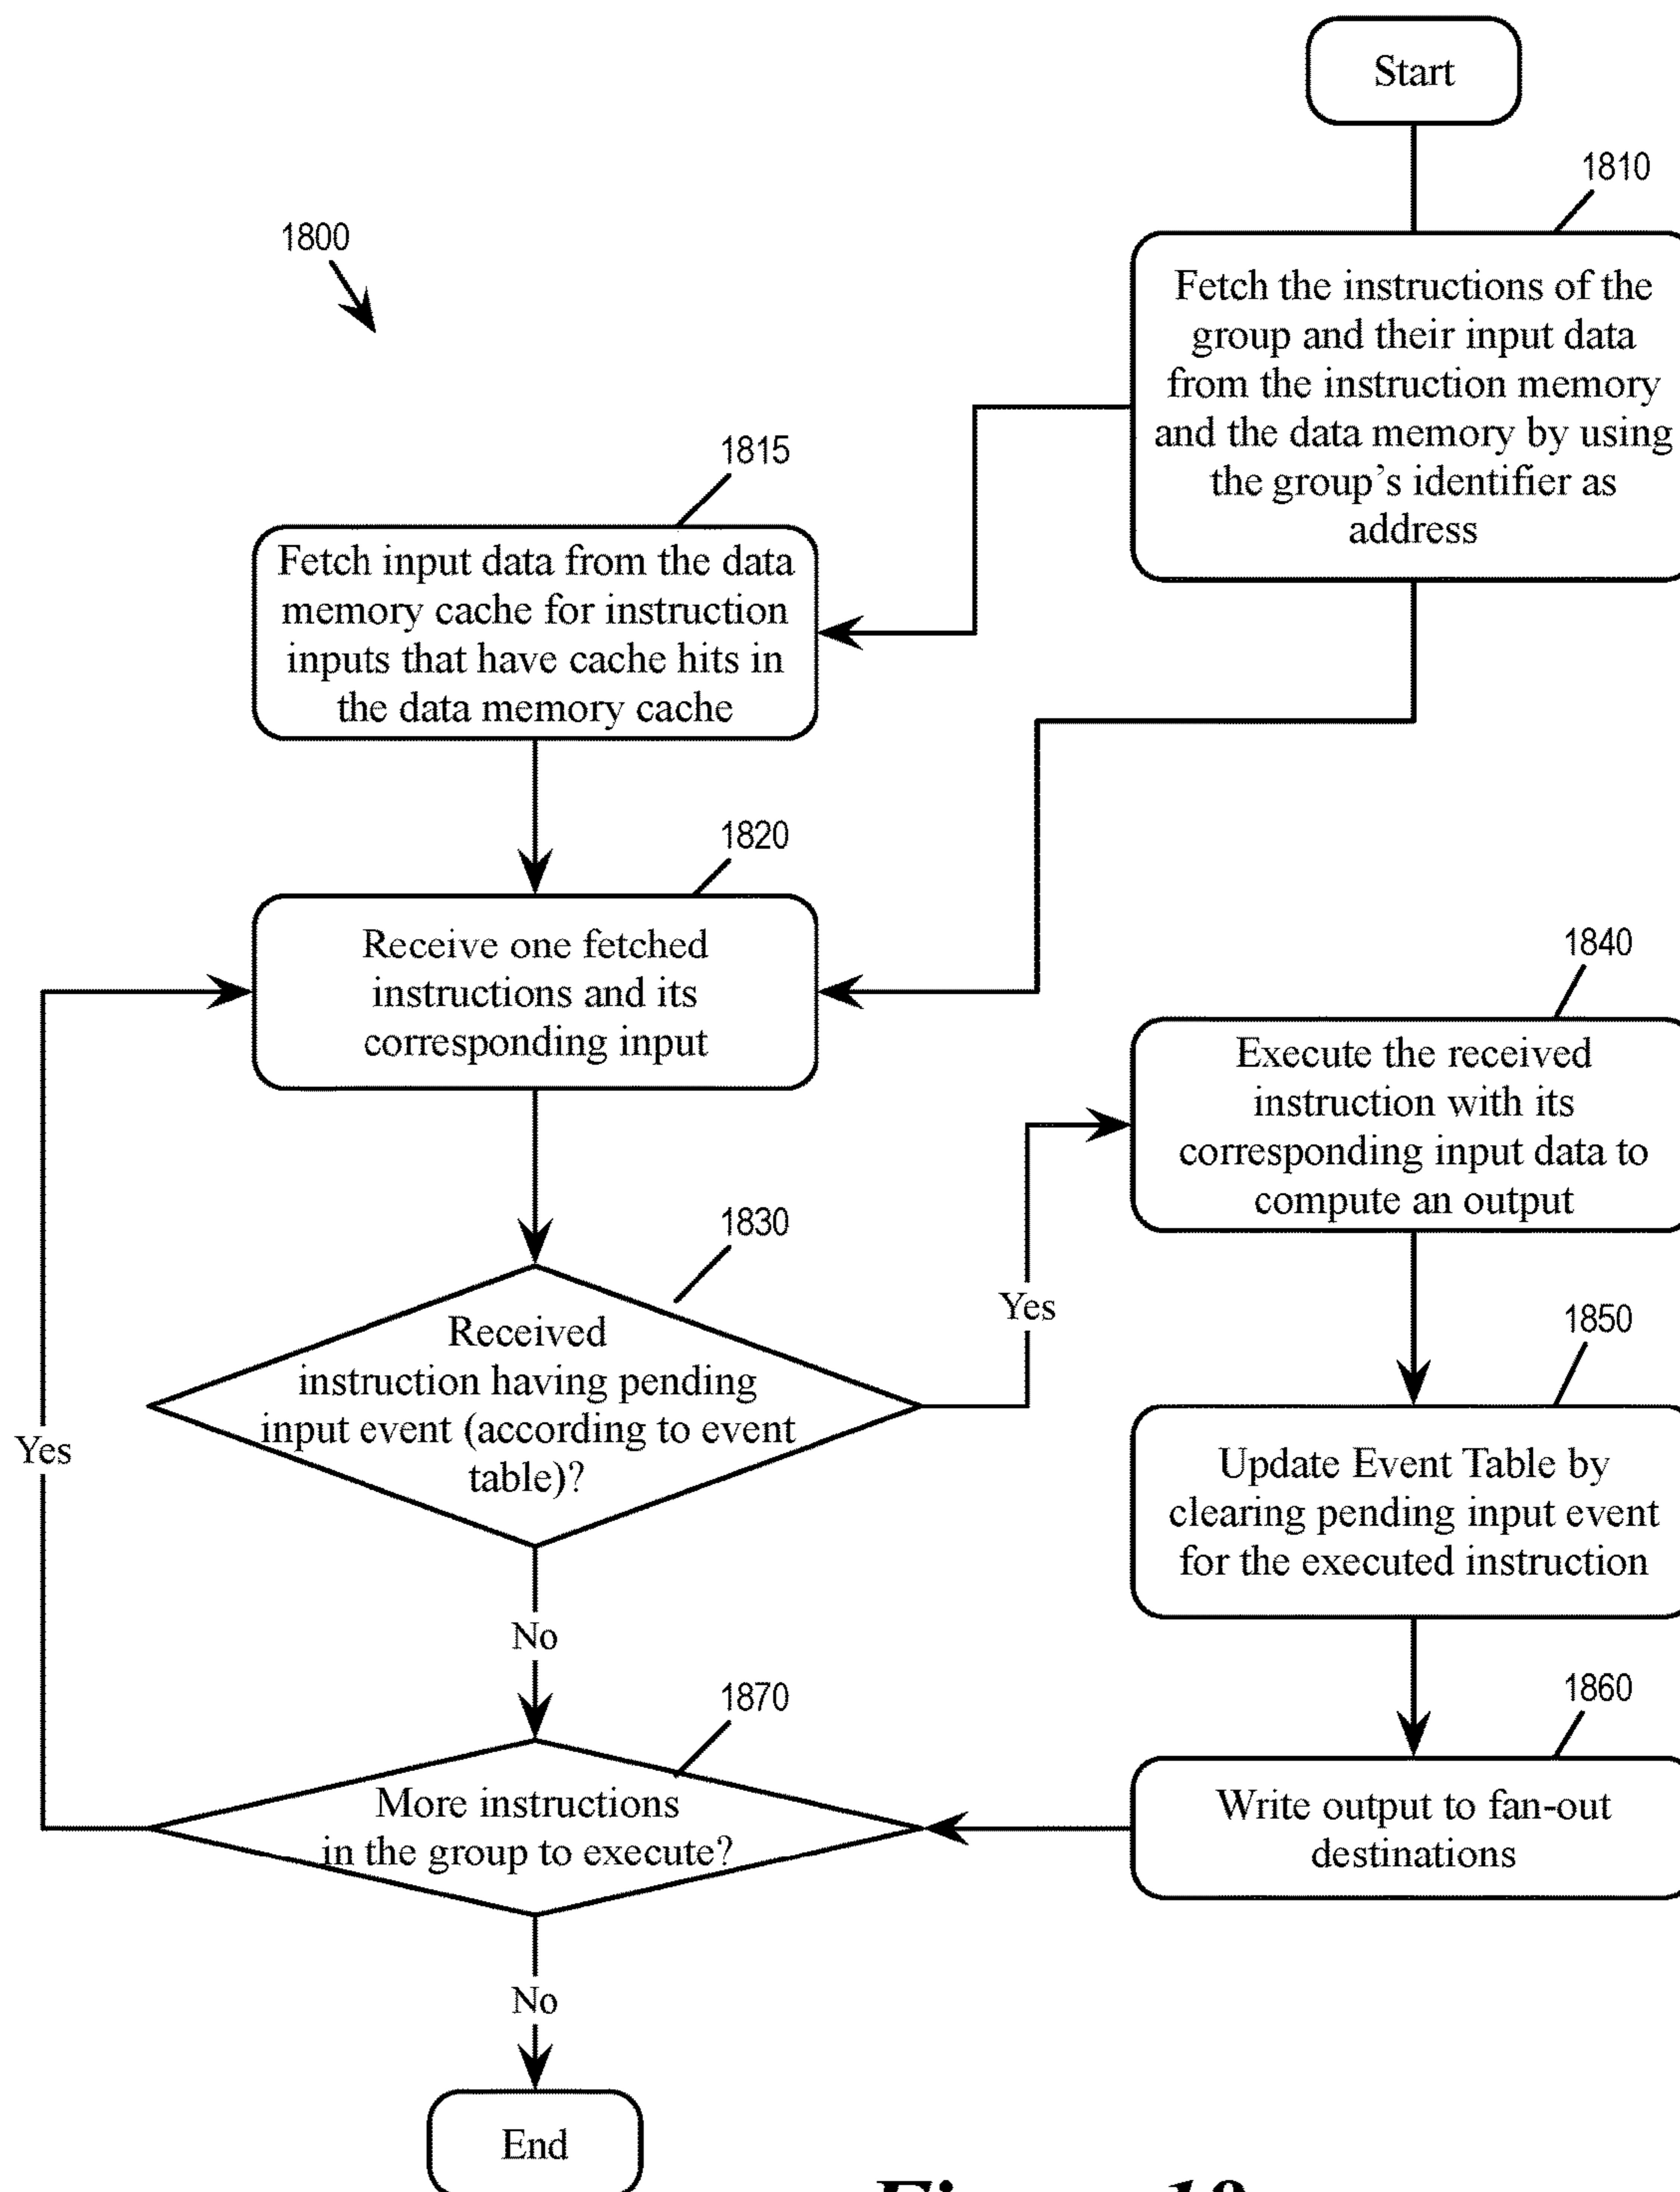 Start
1810
Fetch the instructions of the
group and their input data
from the instruction memory
and the data memory by using
the group's identifier as
address
1800
1815
Fetch input data from the data
memory cache for instruction
inputs that have cache hits in
the data memory cache
1820
Receive one fetched
instructions and its
corresponding input
1830
Received
instruction having pending
input event (according to event
table)?
Yes
1840
Execute the received
instruction with its
corresponding input data to
compute an output
1850
Update Event Table by
clearing pending input event
for the executed instruction
1860
Write output to fan-out
destinations
No
1870
More instructions
in the group to execute?
Yes
No
End